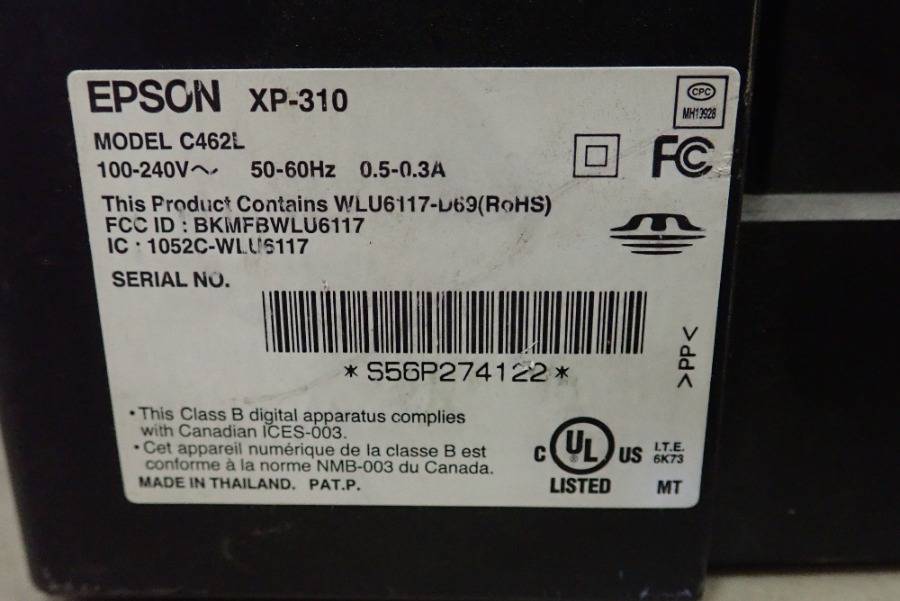 EPSON XP-310
CPC
MH13928
MODEL C462L
100-240V~ 50-60Hz 0.5-0.3A
FC
This Product Contains WLU6117-D69(RoHS)
FCC ID : BKMFBWLU6117
IC : 1052C-WLU6117
SERIAL NO.
*S56P274122*
>PP<
•This Class B digital apparatus complies
with Canadian ICES-003.
•Cet appareil numérique de la classe B est
conforme à la norme NMB-003 du Canada.
MADE IN THAILAND. PAT.P.
C UL® US
LISTED
I.T.E.
6K73
MT